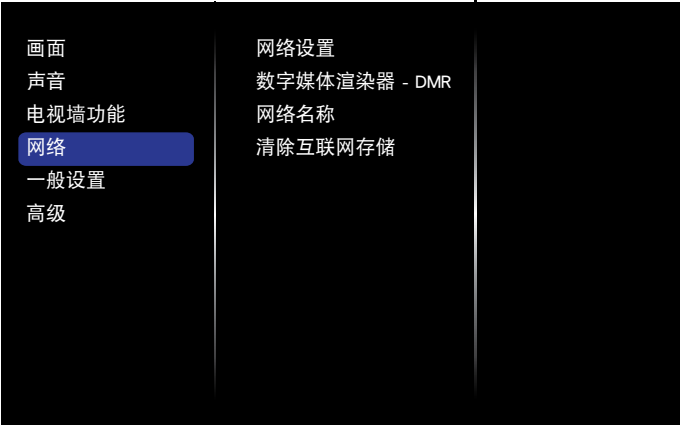 画面
声音
电视墙功能
网络
一般设置
高级
网络设置
数字媒体渲染器 - DMR
网络名称
清除互联网存储